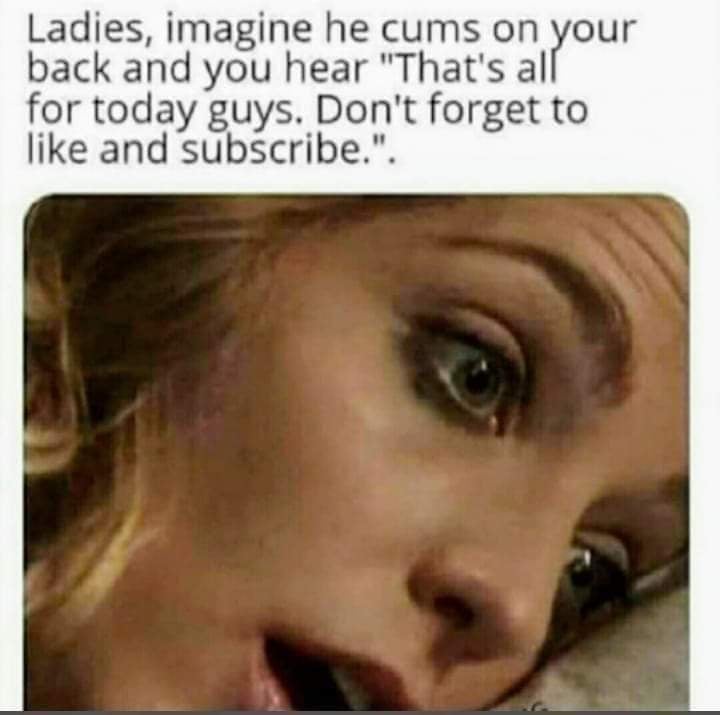 Ladies, imagine he cums on your
back and you hear "That's all
for today guys. Don't forget to
like and subscribe.".